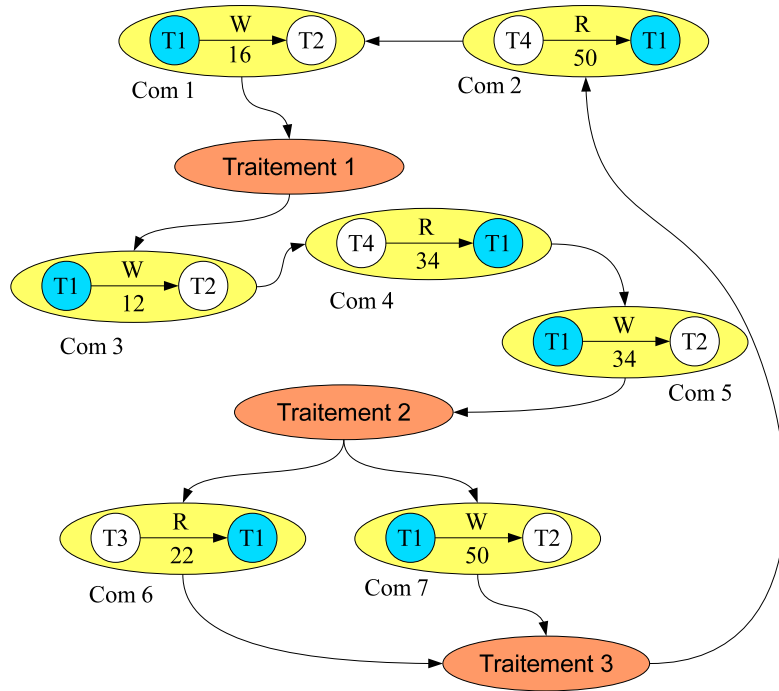 T1 W 16 T2
Com 1
T4 R 50 T1
Com 2
Traitement 1
T1 W 12 T2
Com 3
T4 R 34 T1
Com 4
T1 W 34 T2
Com 5
Traitement 2
T3 R 22 T1
Com 6
T1 W 50 T2
Com 7
Traitement 3